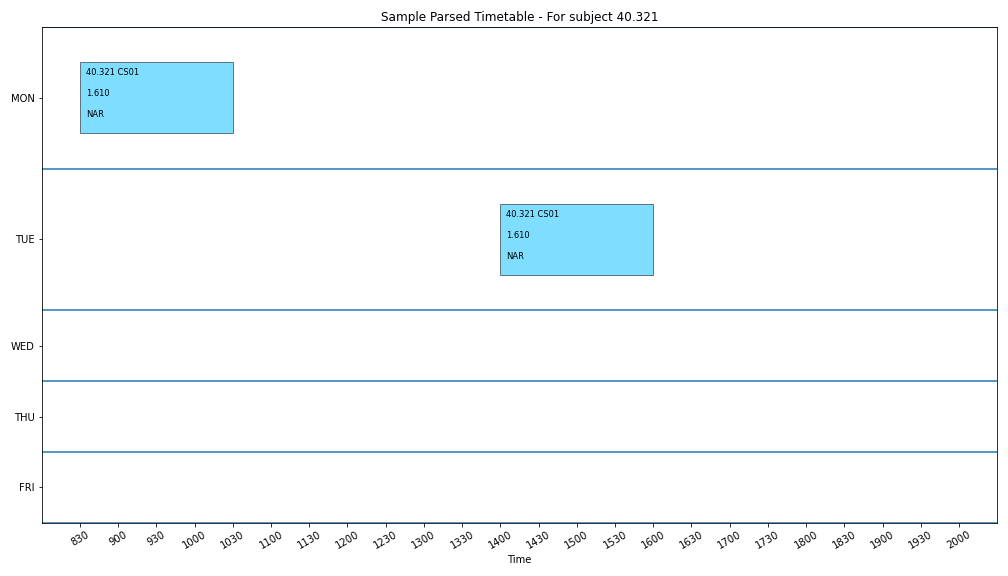 Sample Parsed Timetable - For subject 40.321
MON
40.321 CS01
1.610
NAR
TUE
40.321 CS01
1.610
NAR
WED
THU
FRI
830 900 930 1000 1030 1100 1130 1200 1230 1300 1330 1400 1430 1500 1530 1600 1630 1700 1730 1800 1830 1900 1930 2000
Time